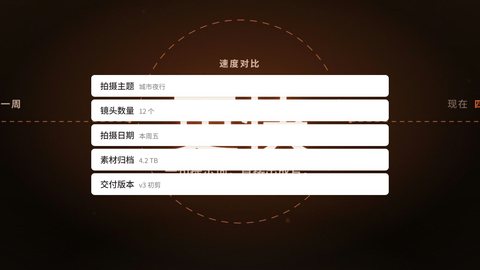 速度对比
一周
现在
拍摄主题 城市夜行
镜头数量 12 个
拍摄日期 本周五
素材归档 4.2 TB
交付版本 v3 初剪